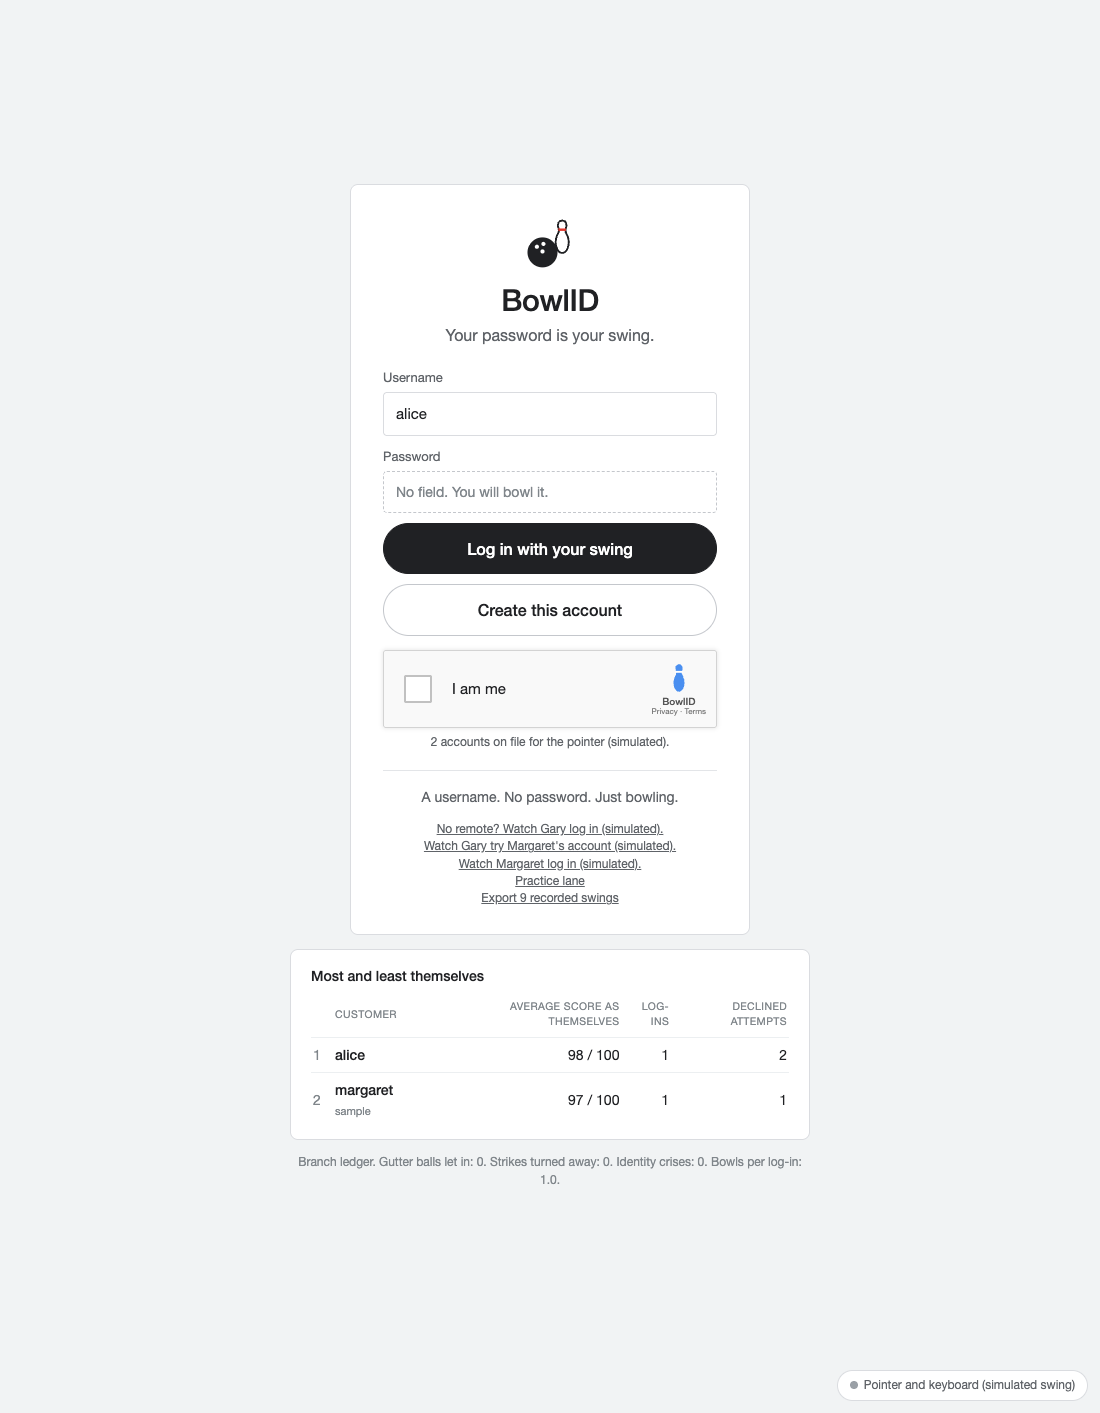 BowlID
Your password is your swing.
Username
alice
Password
No field. You will bowl it.
Log in with your swing
Create this account
I am me
BowlID
Privacy · Terms
2 accounts on file for the pointer (simulated).
A username. No password. Just bowling.
No remote? Watch Gary log in (simulated).
Watch Gary try Margaret's account (simulated).
Watch Margaret log in (simulated).
Practice lane
Export 9 recorded swings
Most and least themselves
CUSTOMER AVERAGE SCORE AS THEMSELVES LOG-INS DECLINED ATTEMPTS
1 alice 98 / 100 1 2
2 margaret 97 / 100 1 1
sample
Branch ledger. Gutter balls let in: 0. Strikes turned away: 0. Identity crises: 0. Bowls per log-in:
1.0.
Pointer and keyboard (simulated swing)